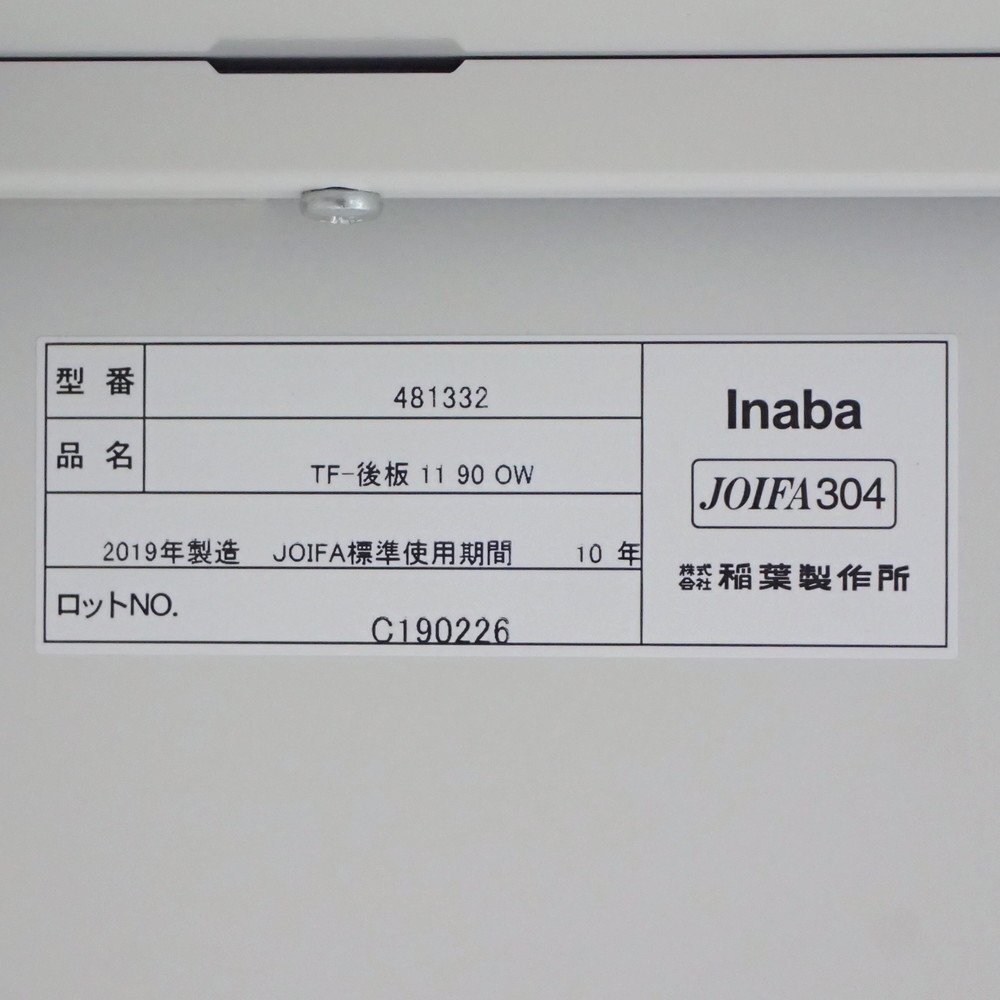 型番 481332
品名 TF-後板 11 90 OW
2019年製造 JOIFA標準使用期間 10 年
ロットNO. C190226
Inaba
JOIFA304
株式会社 稲葉製作所